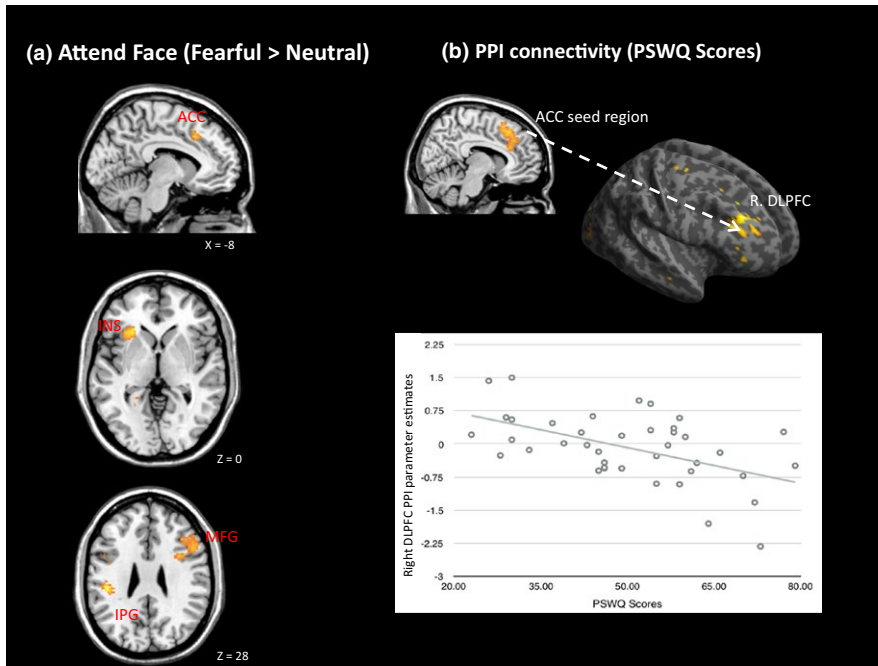 (a) Attend Face (Fearful > Neutral)
ACC
X = -8
INS
Z = 0
MFG
IPG
Z = 28
(b) PPI connectivity (PSWQ Scores)
ACC seed region
R. DLPFC
Right DLPFC PPI parameter estimates
2.25
1.5
0.75
0
-0.75
-1.5
-2.25
-3
20.00 35.00 50.00 65.00 80.00
PSWQ Scores